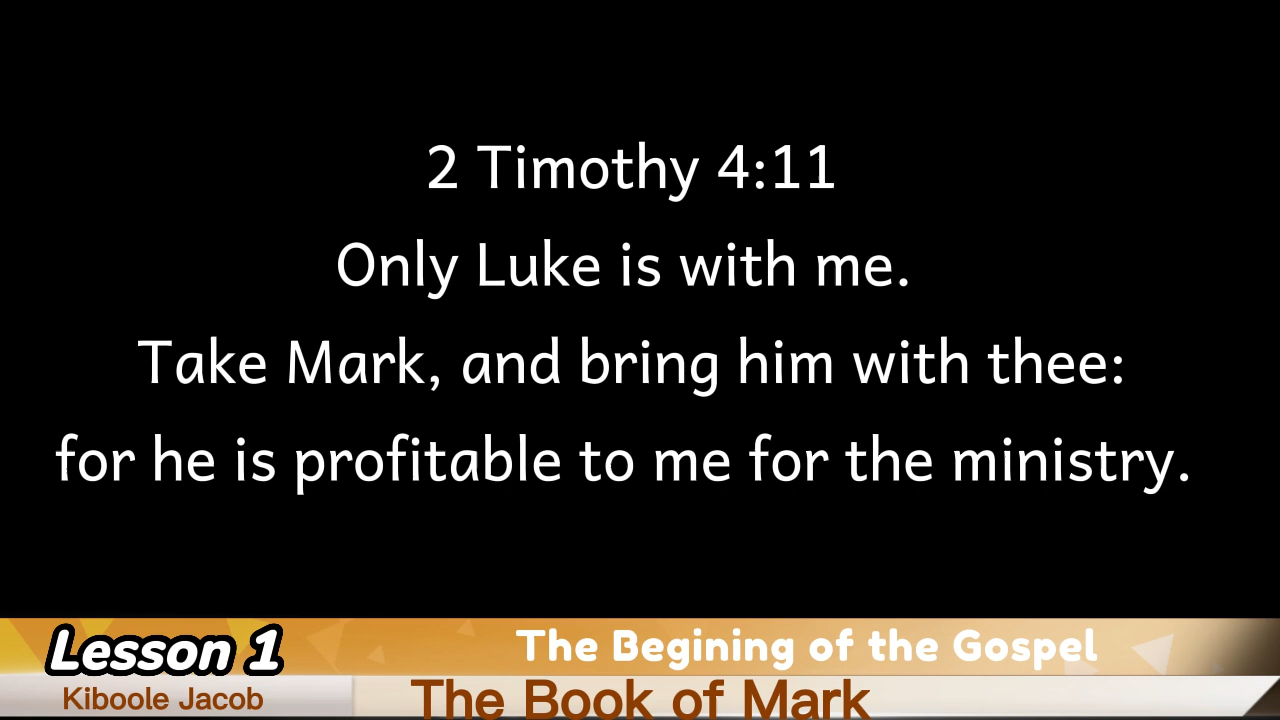 2 Timothy 4:11
Only Luke is with me.
Take Mark, and bring him with thee:
for he is profitable to me for the ministry.
Lesson 1
The Begining of the Gospel
Kiboole Jacob
The Book of Mark